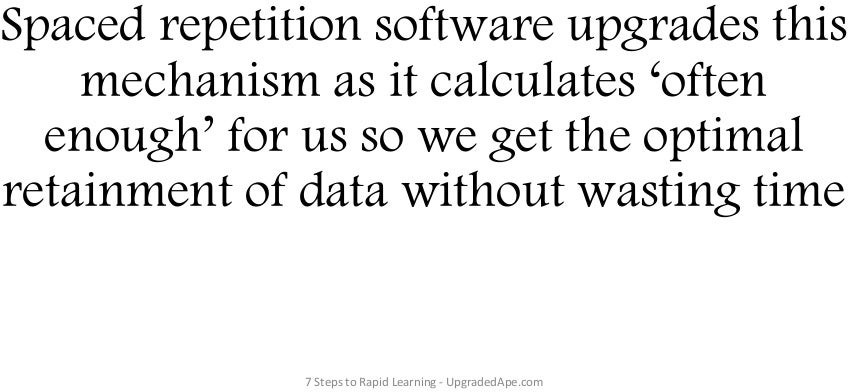 Spaced repetition software upgrades this
mechanism as it calculates ‘often
enough’ for us so we get the optimal
retainment of data without wasting time
7 Steps to Rapid Learning - UpgradedApe.com